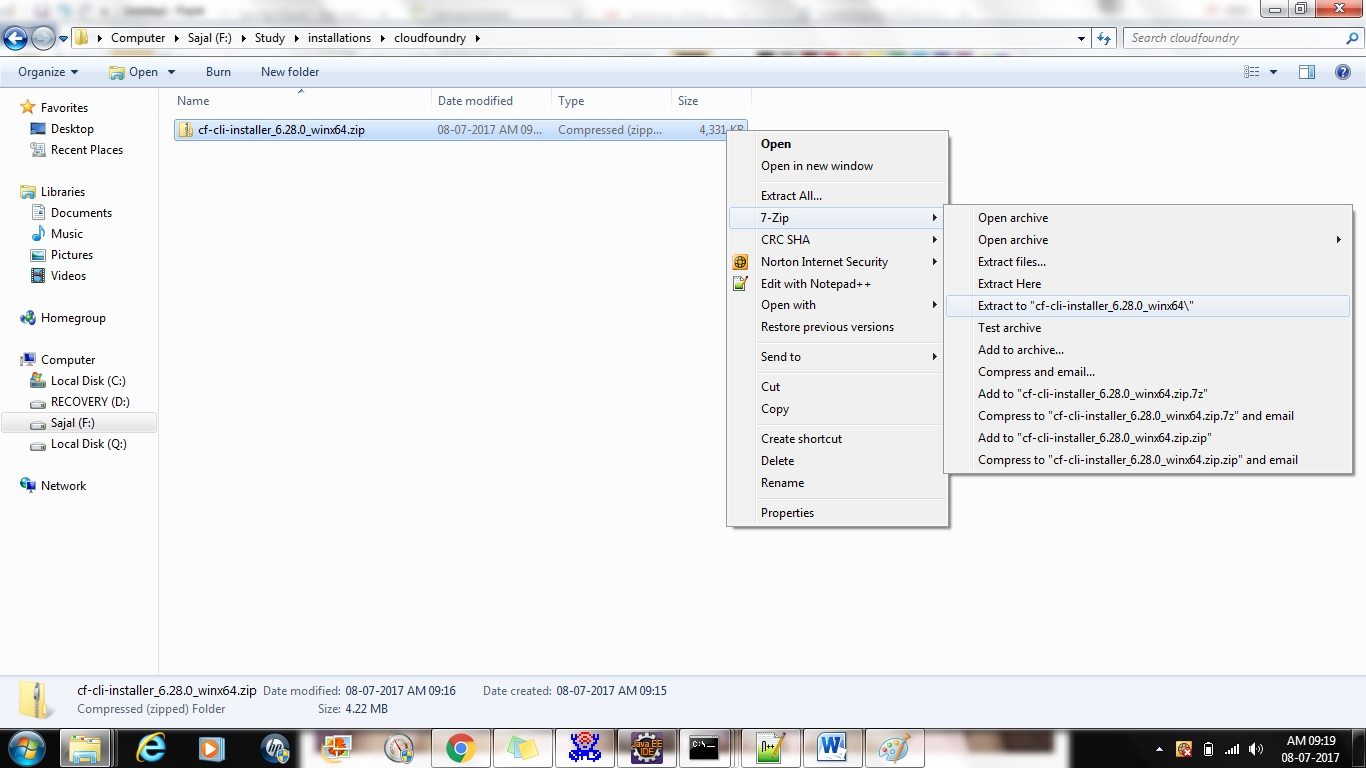 Computer Sajal (F:) Study installations cloudfoundry
Search cloudfoundry
Organize Open Burn New folder
Name Date modified Type Size
cf-cli-installer_6.28.0_winx64.zip 08-07-2017 AM 09... Compressed (zipp... 4,331 KB
Favorites
Desktop
Recent Places
Libraries
Documents
Music
Pictures
Videos
Homegroup
Computer
Local Disk (C:)
RECOVERY (D:)
Sajal (F:)
Local Disk (Q:)
Network
Open
Open in new window
Extract All...
7-Zip
CRC SHA
Norton Internet Security
Edit with Notepad++
Open with
Restore previous versions
Send to
Cut
Copy
Create shortcut
Delete
Rename
Properties
Open archive
Open archive
Extract files...
Extract Here
Extract to "cf-cli-installer_6.28.0_winx64\"
Test archive
Add to archive...
Compress and email...
Add to "cf-cli-installer_6.28.0_winx64.zip.7z"
Compress to "cf-cli-installer_6.28.0_winx64.zip.7z" and email
Add to "cf-cli-installer_6.28.0_winx64.zip.zip"
Compress to "cf-cli-installer_6.28.0_winx64.zip.zip" and email
cf-cli-installer_6.28.0_winx64.zip Date modified: 08-07-2017 AM 09:16 Date created: 08-07-2017 AM 09:15
Compressed (zipped) Folder Size: 4.22 MB
Java EE
IDE
C:\_
AM 09:19
08-07-2017